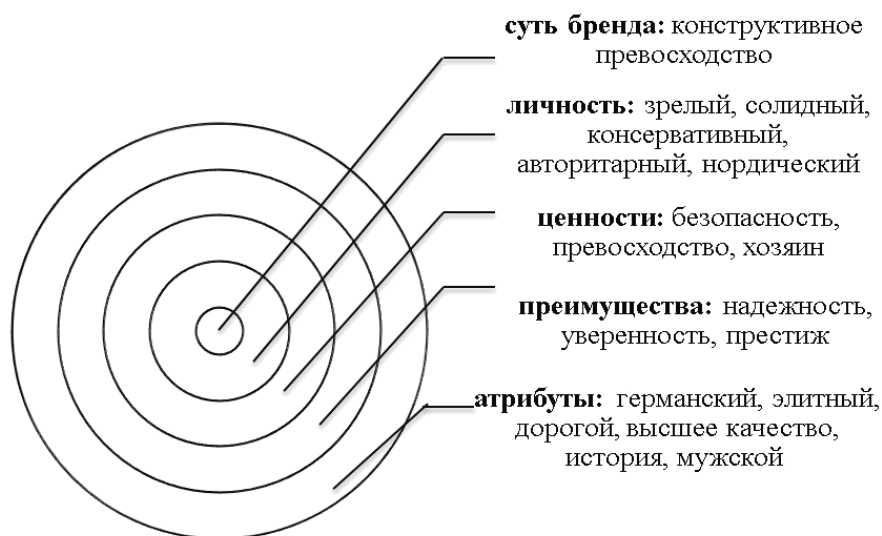 суть бренда: конструктивное
превосходство
личность: зрелый, солидный,
консервативный,
авторитарный, нордический
ценности: безопасность,
превосходство, хозяин
преимущества: надежность,
уверенность, престиж
атрибуты: германский, элитный,
дорогой, высшее качество,
история, мужской